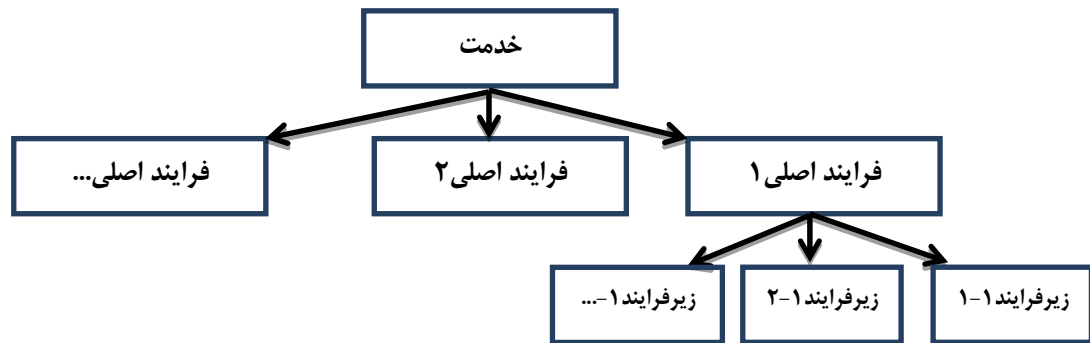 خدمت
فرایند اصلی۱
فرایند اصلی۲
فرایند اصلی...
زیرفرایند۱-۱
زیرفرایند۱-۲
زیرفرایند۱-...